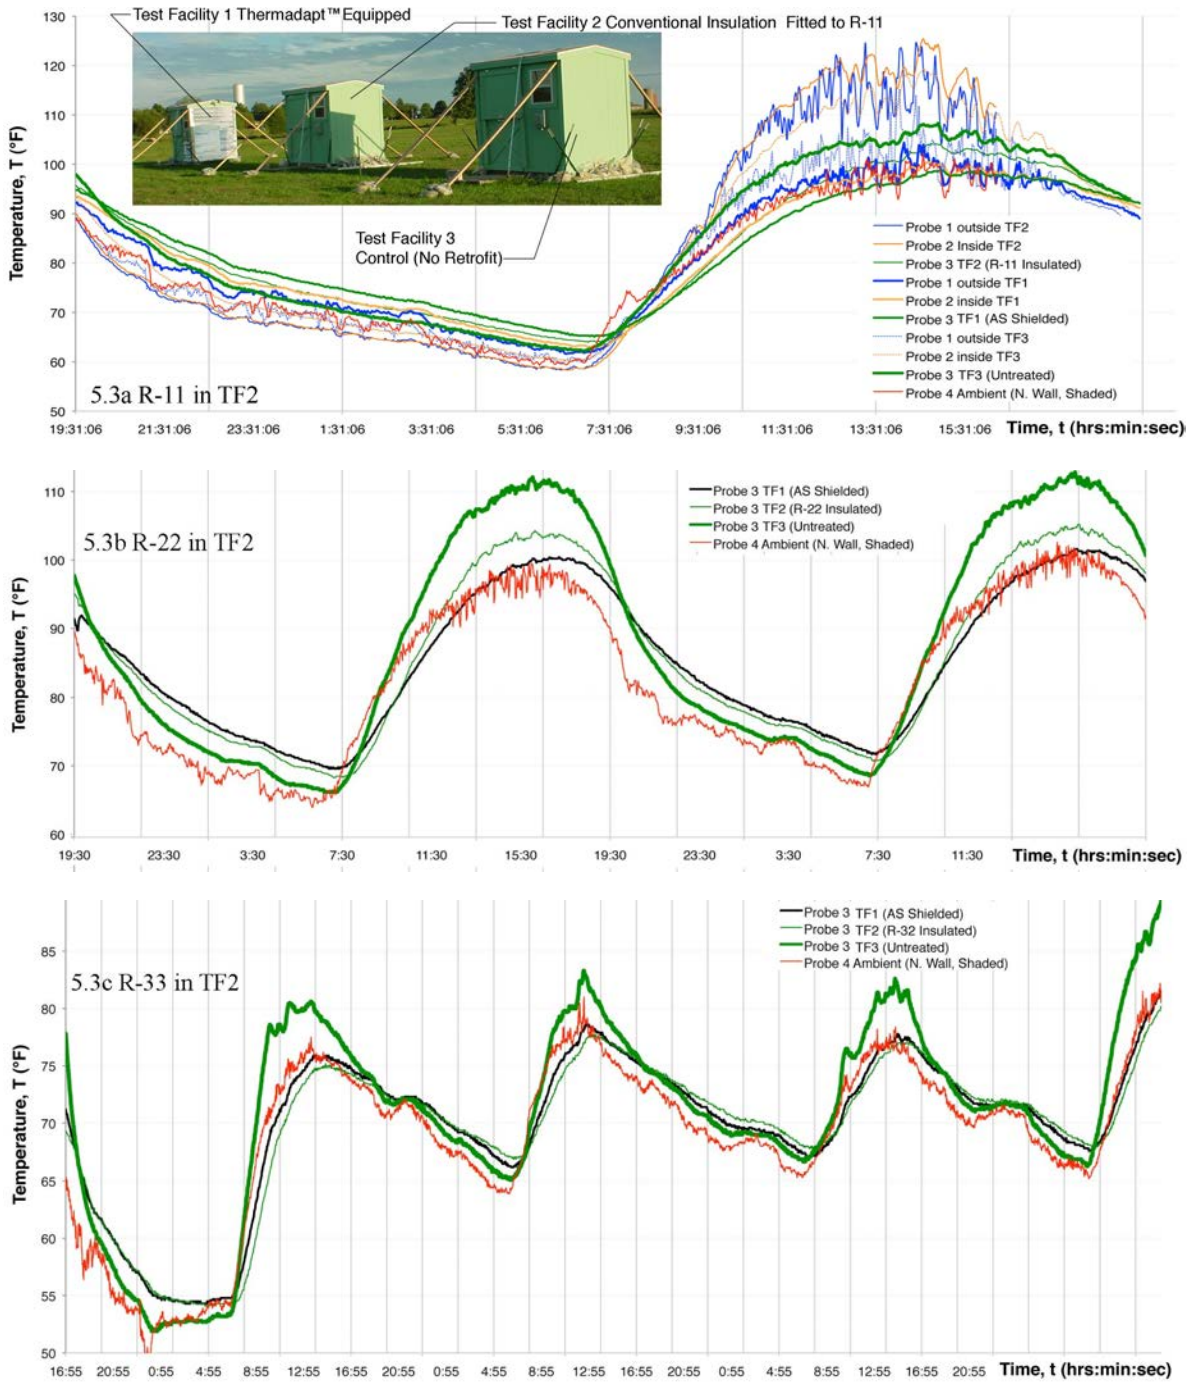 Test Facility 1 Thermadapt™Equipped
Test Facility 2 Conventional Insulation Fitted to R-11
130
120
110
100
90
80
70
60
50
Temperature, T (°F)
Test Facility 3
Control (No Retrofit)
Probe 1 outside TF2
Probe 2 Inside TF2
Probe 3 TF2 (R-11 Insulated)
Probe 1 outside TF1
Probe 2 inside TF1
Probe 3 TF1 (AS Shielded)
Probe 1 outside TF3
Probe 2 inside TF3
Probe 3 TF3 (Untreated)
Probe 4 Ambient (N. Wall, Shaded)
5.3a R-11 in TF2
19:31:06 21:31:06 23:31:06 1:31:06 3:31:06 5:31:06 7:31:06 9:31:06 11:31:06 13:31:06 15:31:06 Time, t (hrs:min:sec)
110
100
90
80
70
60
Temperature, T (°F)
5.3b R-22 in TF2
Probe 3 TF1 (AS Shielded)
Probe 3 TF2 (R-22 Insulated)
Probe 3 TF3 (Untreated)
Probe 4 Ambient (N. Wall, Shaded)
19:30 23:30 3:30 7:30 11:30 15:30 19:30 23:30 3:30 7:30 11:30 Time, t (hrs:min:sec)
85
80
75
70
65
60
55
50
Temperature, T (°F)
5.3c R-33 in TF2
Probe 3 TF1 (AS Shielded)
Probe 3 TF2 (R-32 Insulated)
Probe 3 TF3 (Untreated)
Probe 4 Ambient (N. Wall, Shaded)
16:55 20:55 0:55 4:55 8:55 12:55 16:55 20:55 0:55 4:55 8:55 16:55 20:55 0:55 4:55 8:55 12:55 16:55 20:55 Time, t (hrs:min:sec)